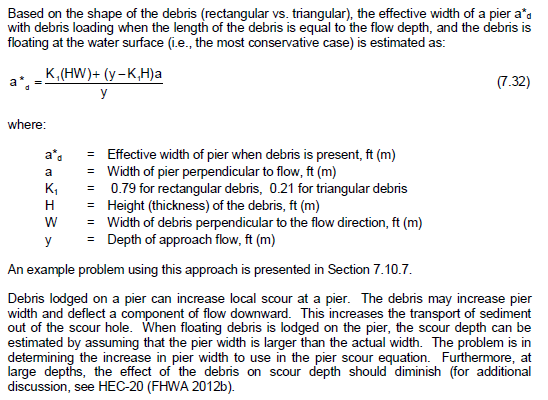 Based on the shape of the debris (rectangular vs. triangular), the effective width of a pier a*d
with debris loading when the length of the debris is equal to the flow depth, and the debris is
floating at the water surface (i.e., the most conservative case) is estimated as:
a*d = K1(HW) + (y – K1H)a / y (7.32)
where:
a*d = Effective width of pier when debris is present, ft (m)
a = Width of pier perpendicular to flow, ft (m)
K1 = 0.79 for rectangular debris, 0.21 for triangular debris
H = Height (thickness) of the debris, ft (m)
W = Width of debris perpendicular to the flow direction, ft (m)
y = Depth of approach flow, ft (m)
An example problem using this approach is presented in Section 7.10.7.
Debris lodged on a pier can increase local scour at a pier. The debris may increase pier
width and deflect a component of flow downward. This increases the transport of sediment
out of the scour hole. When floating debris is lodged on the pier, the scour depth can be
estimated by assuming that the pier width is larger than the actual width. The problem is in
determining the increase in pier width to use in the pier scour equation. Furthermore, at
large depths, the effect of the debris on scour depth should diminish (for additional
discussion, see HEC-20 (FHWA 2012b).